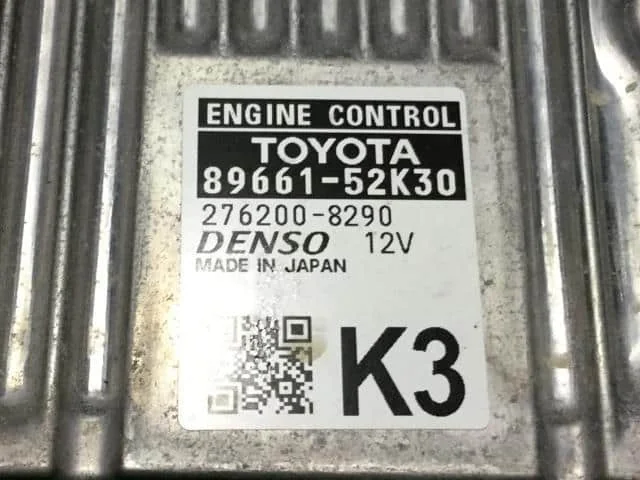 ENGINE CONTROL
TOYOTA
89661-52K30
276200-8290
DENSO 12V
MADE IN JAPAN
K3